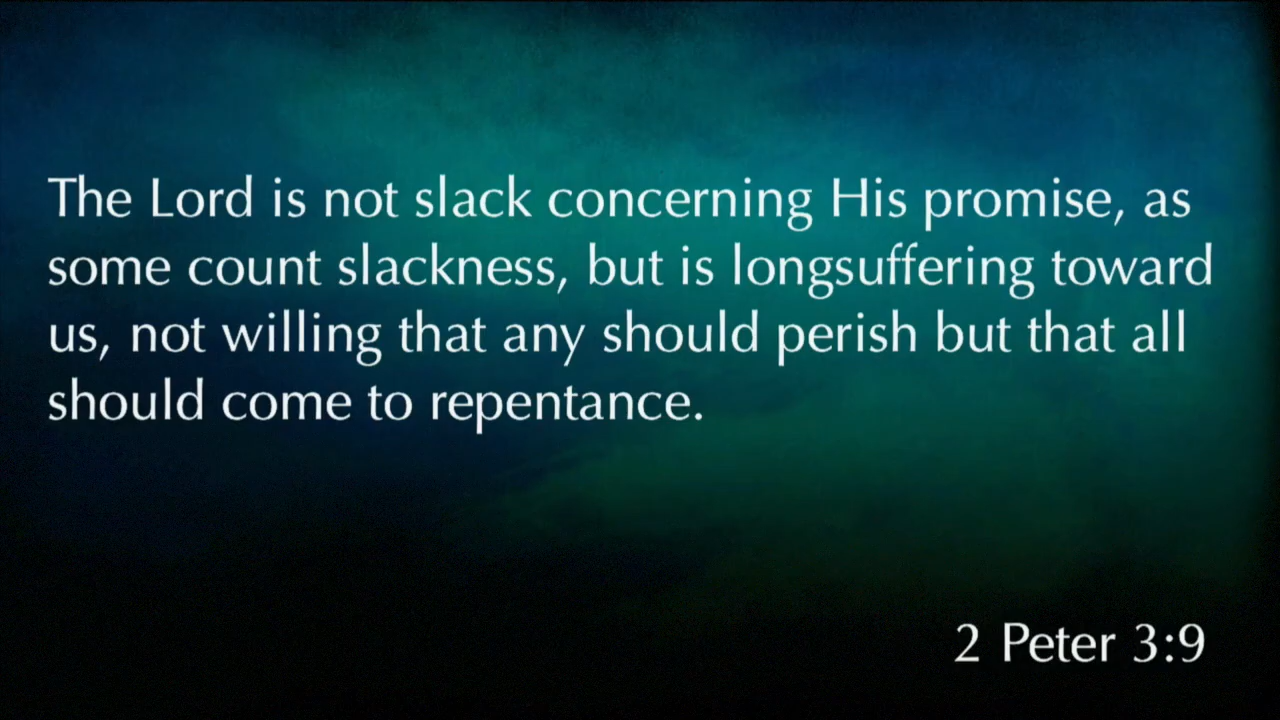 The Lord is not slack concerning His promise, as
some count slackness, but is longsuffering toward
us, not willing that any should perish but that all
should come to repentance.
2 Peter 3:9